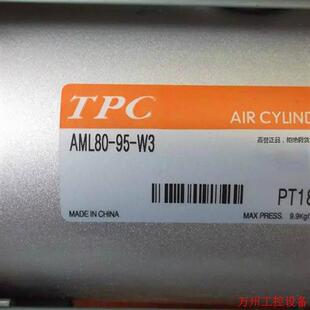 TPC
AIR CYLIND
AML80-95-W3
PT18
MADE IN CHINA
MAX PRESS. 9.9Kgf
万州工控设备